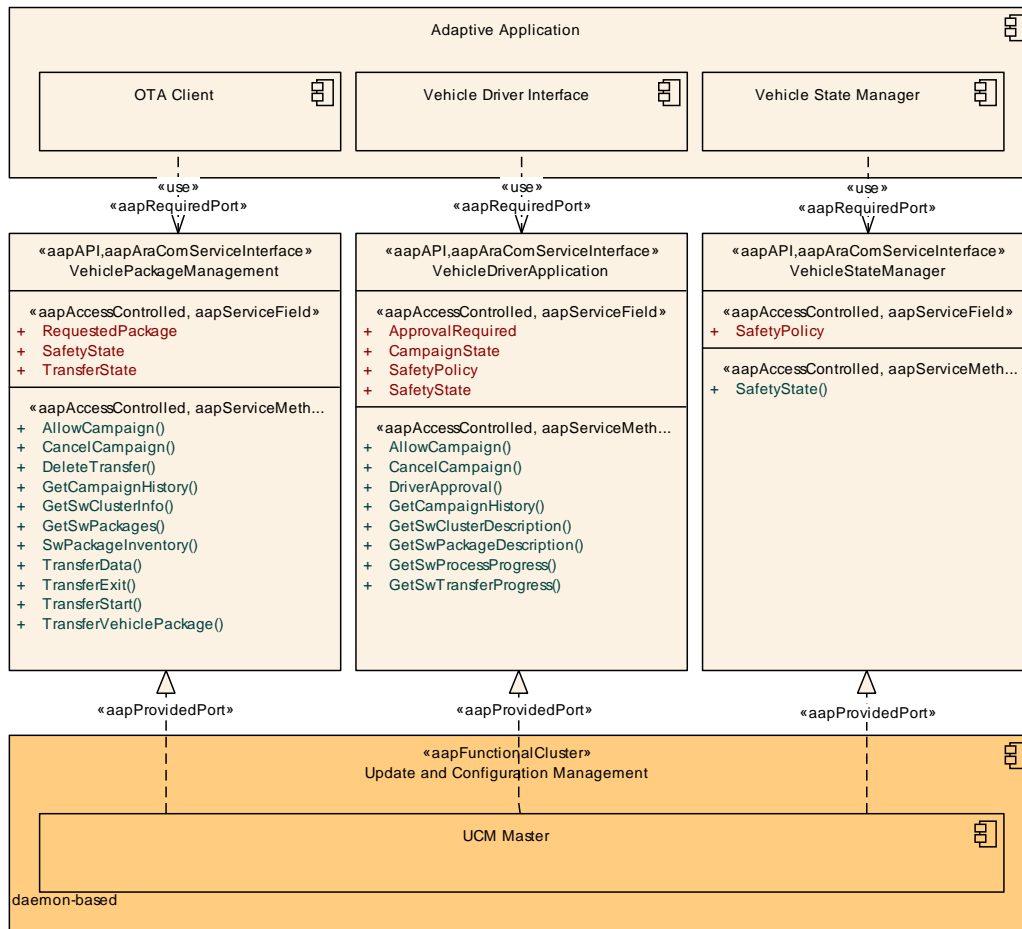 Adaptive Application
OTA Client
Vehicle Driver Interface
Vehicle State Manager
«use»
«aapRequiredPort»
«use»
«aapRequiredPort»
«use»
«aapRequiredPort»
«aapAPI,aapAraComServiceInterface»
VehiclePackageManagement
«aapAccessControlled, aapServiceField»
+ RequestedPackage
+ SafetyState
+ TransferState
«aapAccessControlled, aapServiceMeth...
+ AllowCampaign()
+ CancelCampaign()
+ DeleteTransfer()
+ GetCampaignHistory()
+ GetSwClusterInfo()
+ GetSwPackages()
+ SwPackageInventory()
+ TransferData()
+ TransferExit()
+ TransferStart()
+ TransferVehiclePackage()
«aapAPI,aapAraComServiceInterface»
VehicleDriverApplication
«aapAccessControlled, aapServiceField»
+ ApprovalRequired
+ CampaignState
+ SafetyPolicy
+ SafetyState
«aapAccessControlled, aapServiceMeth...
+ AllowCampaign()
+ CancelCampaign()
+ DriverApproval()
+ GetCampaignHistory()
+ GetSwClusterDescription()
+ GetSwPackageDescription()
+ GetSwProcessProgress()
+ GetSwTransferProgress()
«aapAPI,aapAraComServiceInterface»
VehicleStateManager
«aapAccessControlled, aapServiceField»
+ SafetyPolicy
«aapAccessControlled, aapServiceMeth...
+ SafetyState()
«aapProvidedPort»
«aapProvidedPort»
«aapProvidedPort»
«aapFunctionalCluster»
Update and Configuration Management
UCM Master
daemon-based